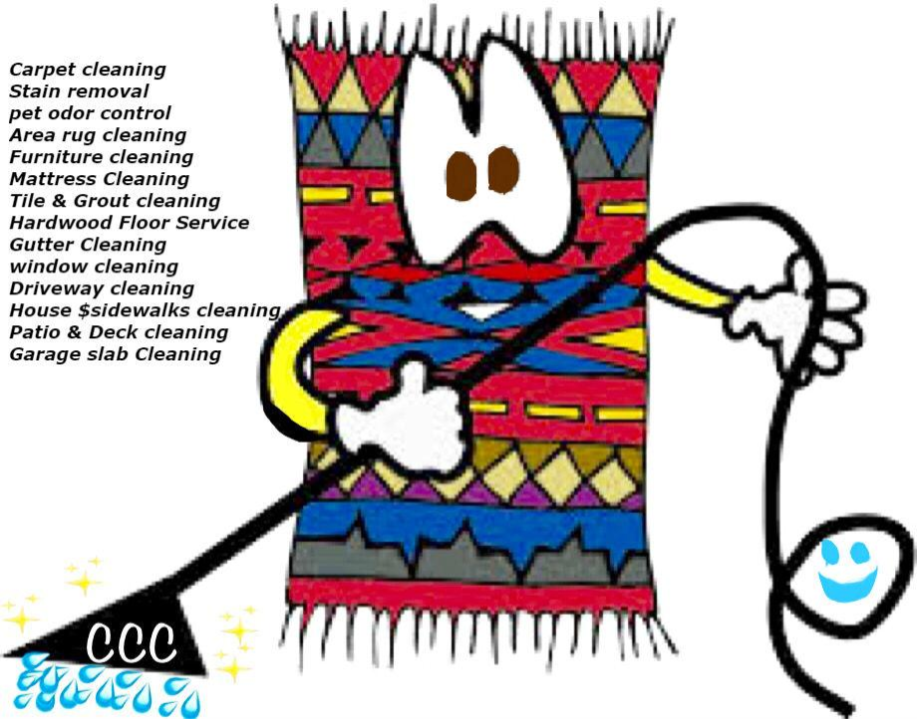 Carpet cleaning
Stain removal
pet odor control
Area rug cleaning
Furniture cleaning
Mattress Cleaning
Tile & Grout cleaning
Hardwood Floor Service
Gutter Cleaning
window cleaning
Driveway cleaning
House $sidewalks cleaning
Patio & Deck cleaning
Garage slab Cleaning
CCC